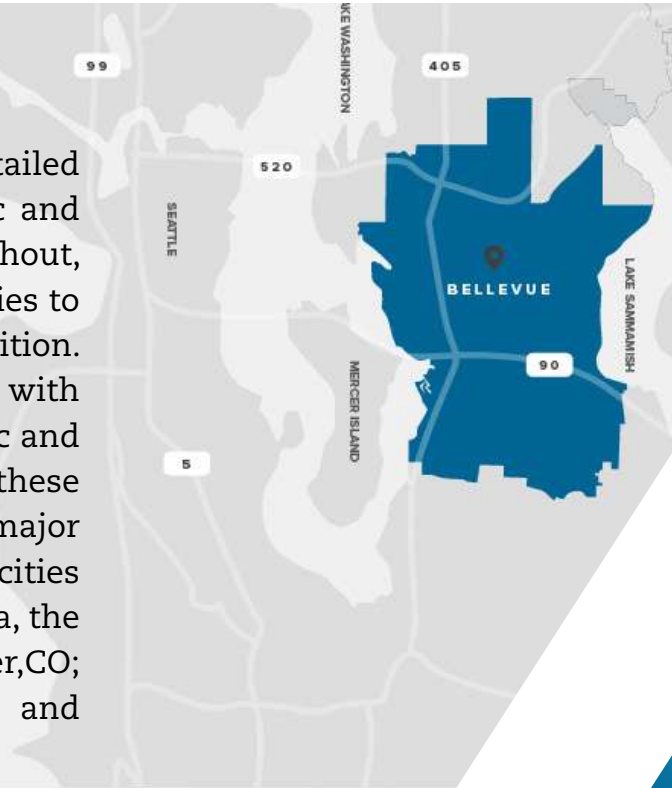 tailed
c and
hout,
ies to
ition.
with
c and
these
major
cities
a, the
er,CO;
and
99
KE WASHINGTON
405
520
SEATTLE
BELLEVUE
LAKE SAMMAMISH
90
MERCER ISLAND
5